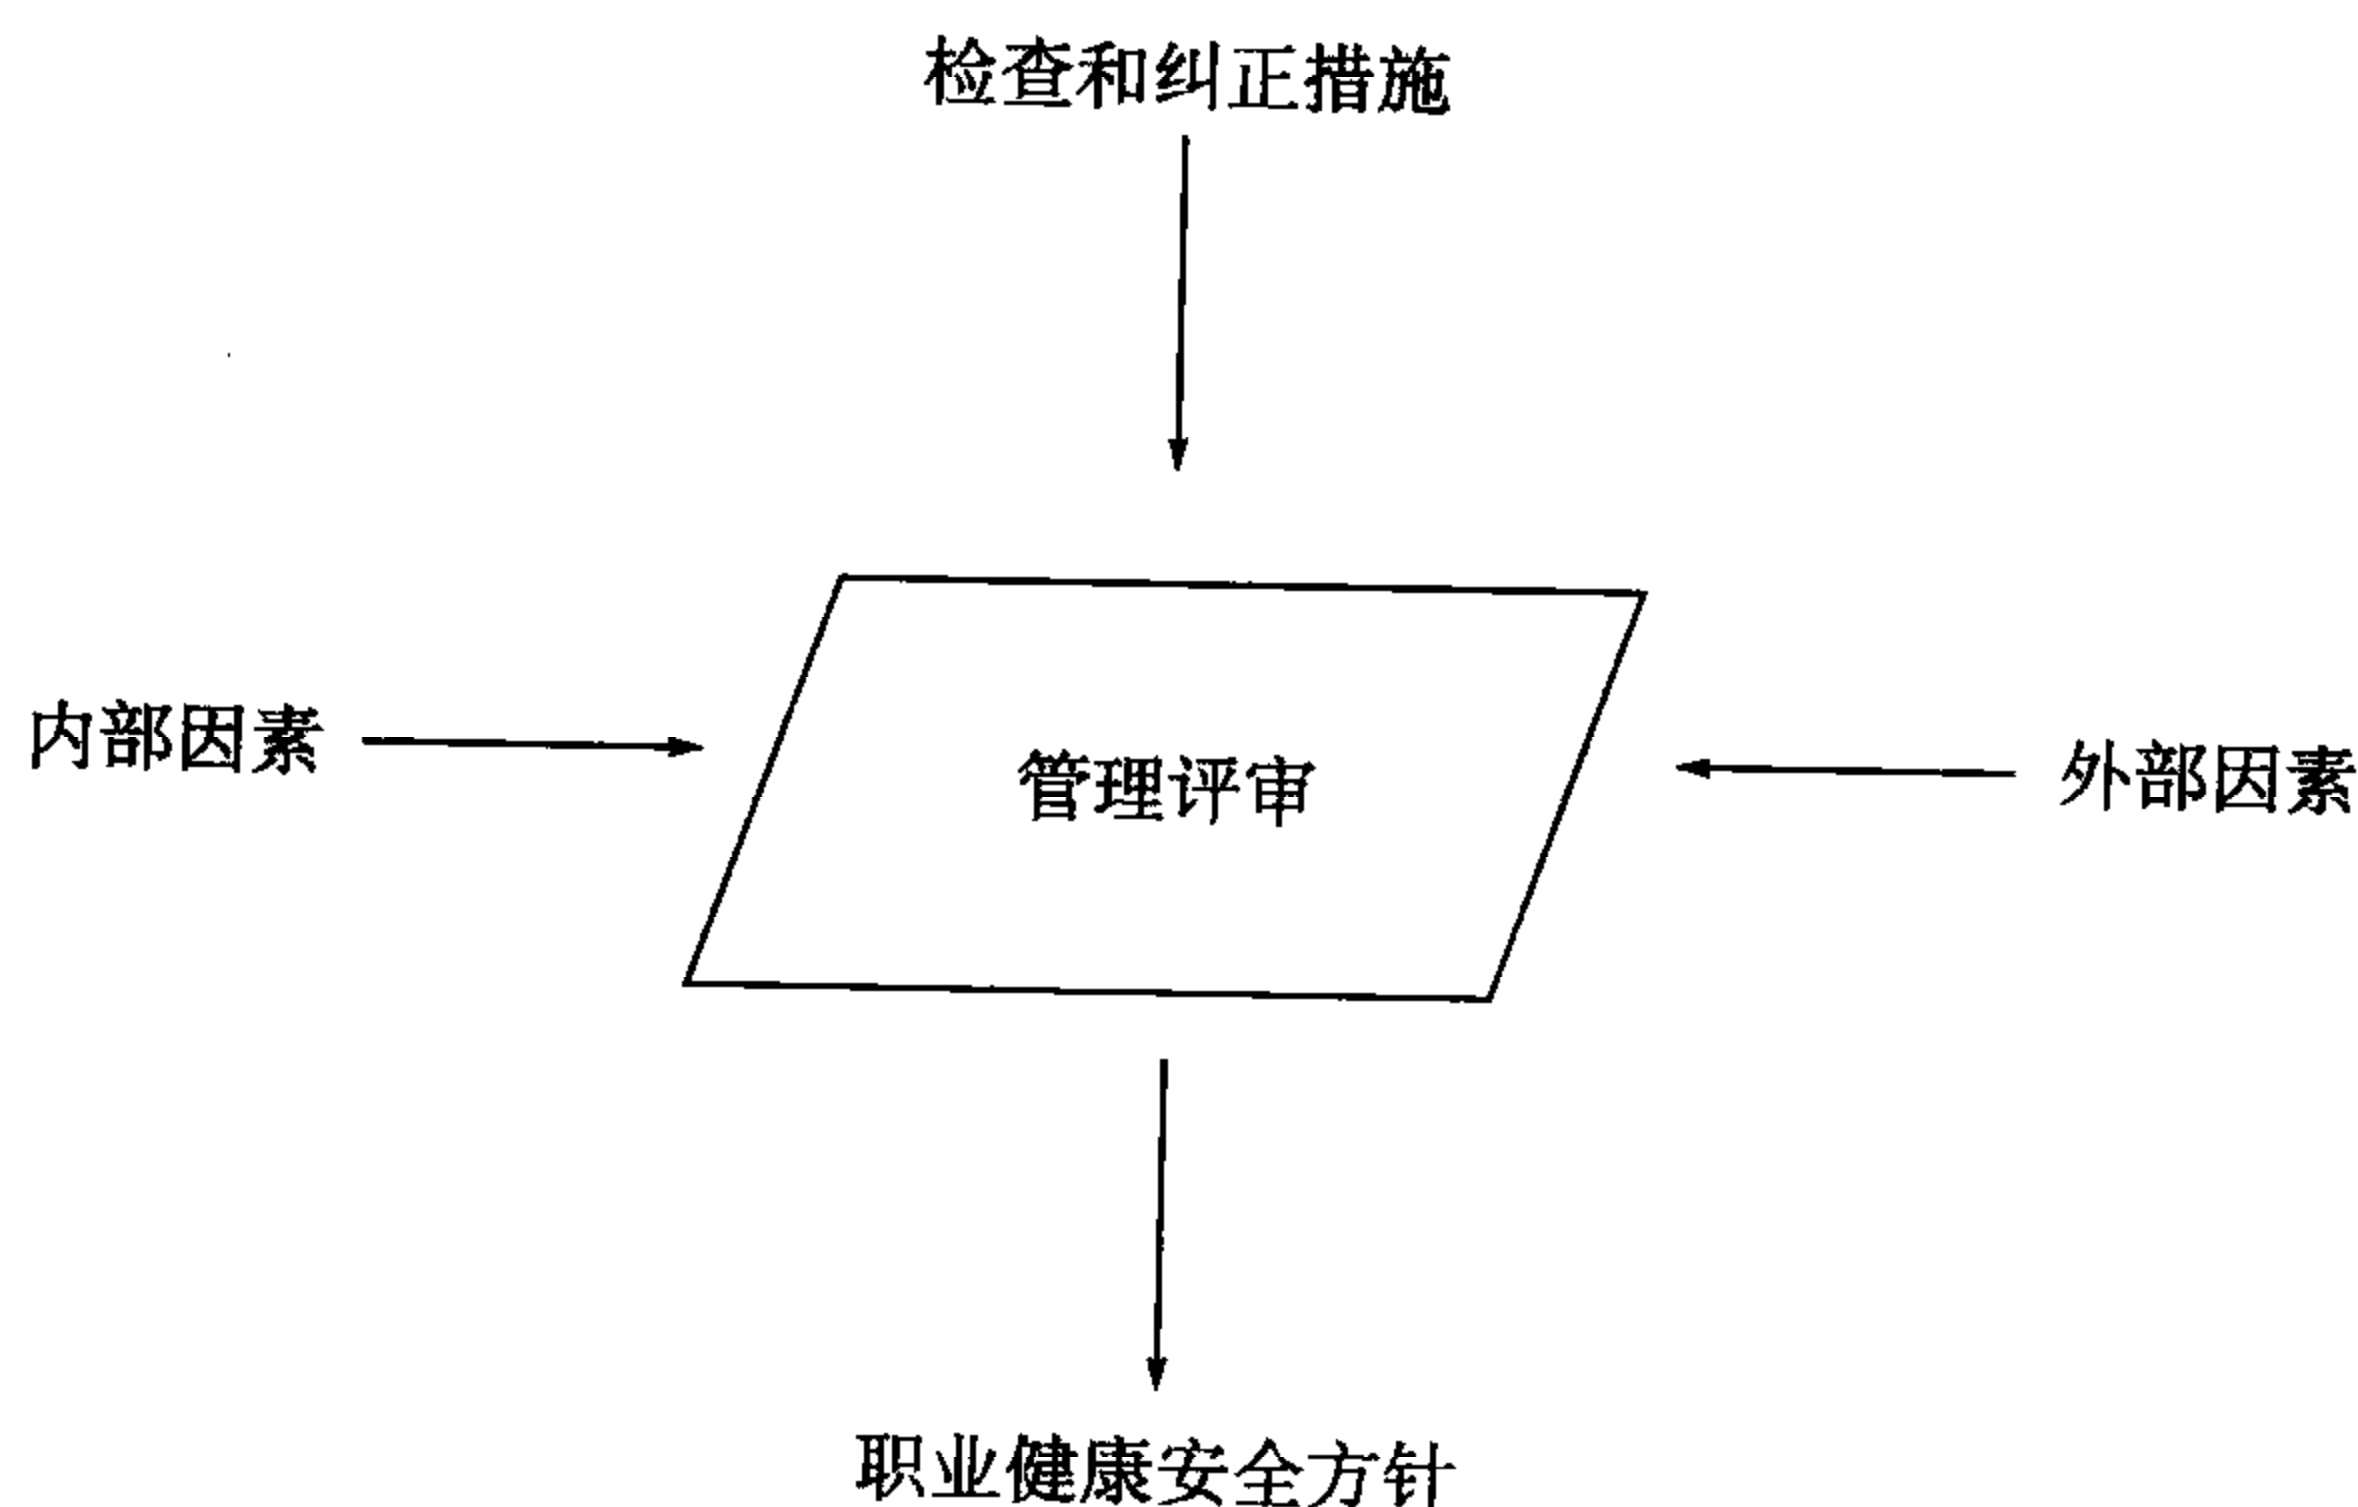 检查和纠正措施
内部因素
管理评审
外部因素
职业健康安全方针